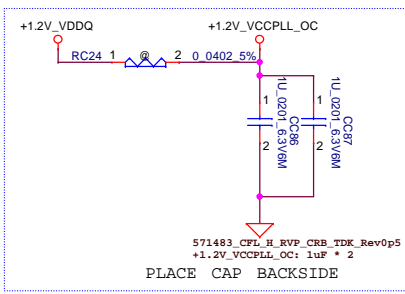 +1.2V_VDDQ +1.2V_VCCPLL_OC
RC24 1 @ 2 0_0402_5%
1 1
CC86
1U_0201_6.3V6M
CC87
1U_0201_6.3V6M
2 2
571483_CFL_H_RVP_CRB_TDK_Rev0p5
+1.2V_VCCPLL_OC: 1uF * 2
PLACE CAP BACKSIDE